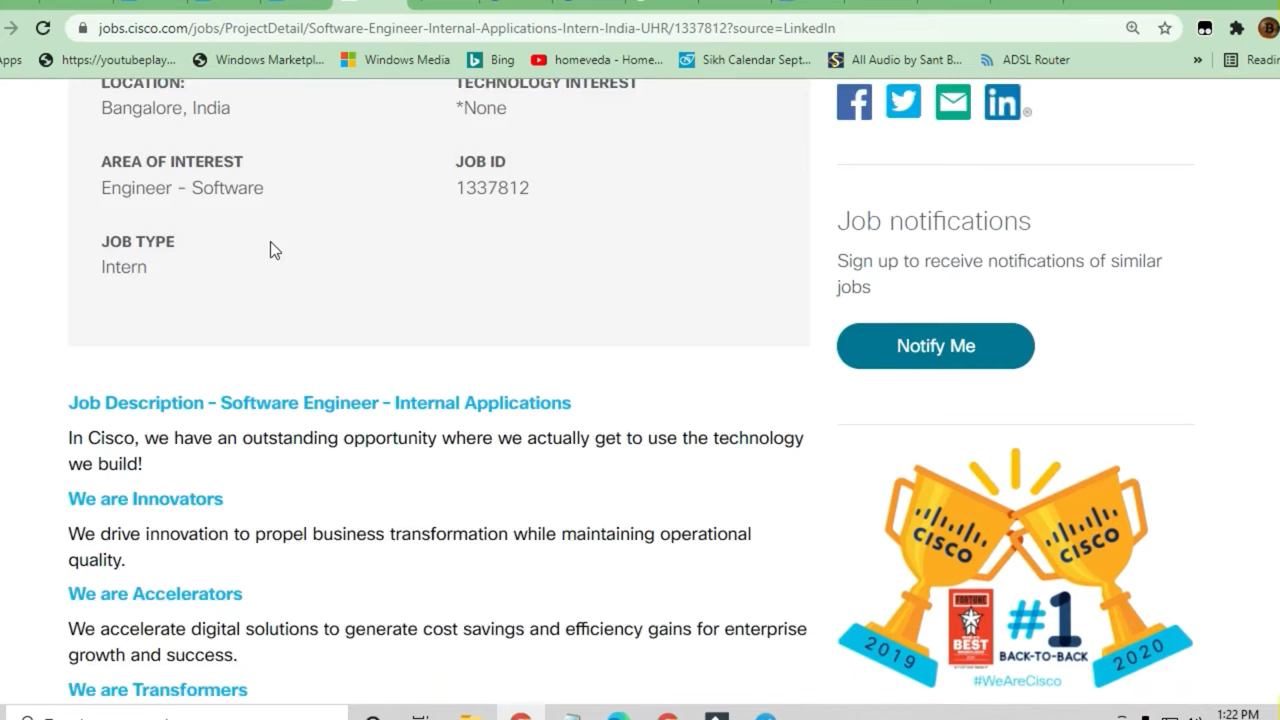 jobs.cisco.com/jobs/ProjectDetail/Software-Engineer-Internal-Applications-Intern-India-UHR/1337812?source=LinkedIn
https://youtubeplay... Windows Marketpl... Windows Media Bing homeveda - Home... Sikh Calendar Sept... All Audio by Sant B... ADSL Router »
LOCATION:
Bangalore, India
TECHNOLOGY INTEREST
*None
AREA OF INTEREST
Engineer - Software
JOB ID
1337812
JOB TYPE
Intern
Job Description - Software Engineer - Internal Applications
In Cisco, we have an outstanding opportunity where we actually get to use the technology
we build!
We are Innovators
We drive innovation to propel business transformation while maintaining operational
quality.
We are Accelerators
We accelerate digital solutions to generate cost savings and efficiency gains for enterprise
growth and success.
We are Transformers
Job notifications
Sign up to receive notifications of similar
jobs
Notify Me
CISCO
CISCO
FORTUNE
BEST
#1
BACK-TO-BACK
2019
2020
#WeAreCisco
1:22 PM